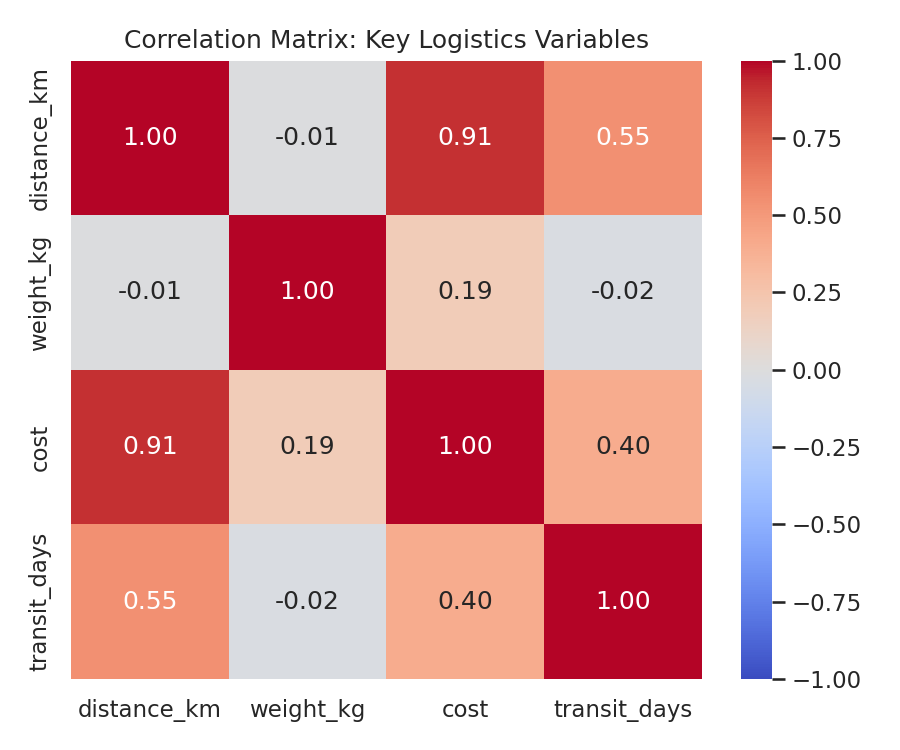 Correlation Matrix: Key Logistics Variables
distance_km 1.00 -0.01 0.91 0.55
weight_kg -0.01 1.00 0.19 -0.02
cost 0.91 0.19 1.00 0.40
transit_days 0.55 -0.02 0.40 1.00
distance_km weight_kg cost transit_days
1.00
0.75
0.50
0.25
0.00
−0.25
−0.50
−0.75
−1.00